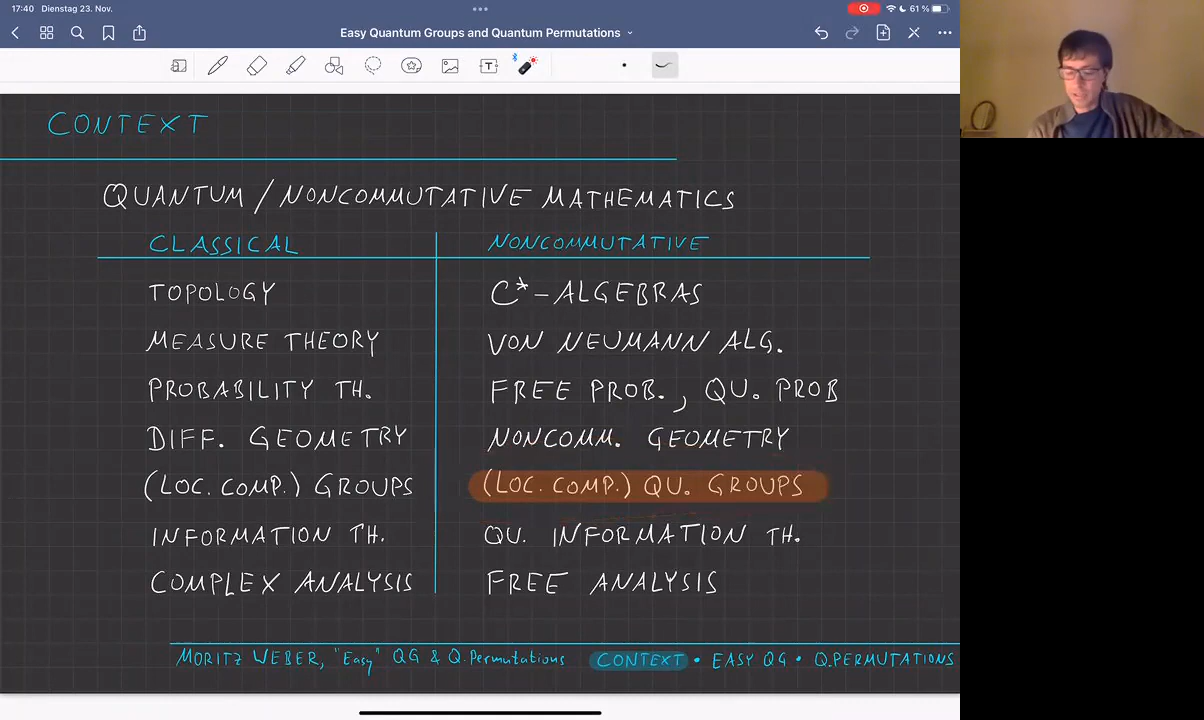 17:40 Dienstag 23. Nov.
61 %
Easy Quantum Groups and Quantum Permutations
CONTEXT
QUANTUM / NONCOMMUTATIVE MATHEMATICS
CLASSICAL NONCOMMUTATIVE
TOPOLOGY C*-ALGEBRAS
MEASURE THEORY VON NEUMANN ALG.
PROBABILITY TH. FREE PROB., QU. PROB
DIFF. GEOMETRY NONCOMM. GEOMETRY
(LOC. COMP.) GROUPS (LOC. COMP.) QU. GROUPS
INFORMATION TH. QU. INFORMATION TH.
COMPLEX ANALYSIS FREE ANALYSIS
MORITZ WEBER, "Easy" QG & Q.Permutations CONTEXT • EASY QG • Q.PERMUTATIONS